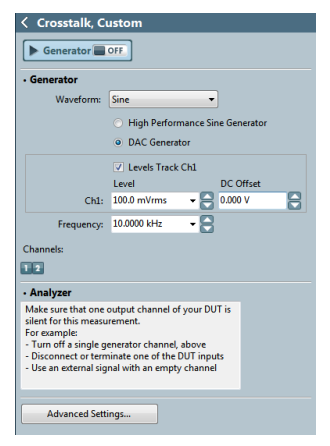 Crosstalk, Custom
Generator OFF
Generator
Waveform: Sine
High Performance Sine Generator
DAC Generator
Levels Track Ch1
Level DC Offset
Ch1: 100.0 mVrms 0.000 V
Frequency: 10.0000 kHz
Channels:
1 2
Analyzer
Make sure that one output channel of your DUT is
silent for this measurement.
For example:
- Turn off a single generator channel, above
- Disconnect or terminate one of the DUT inputs
- Use an external signal with an empty channel
Advanced Settings...